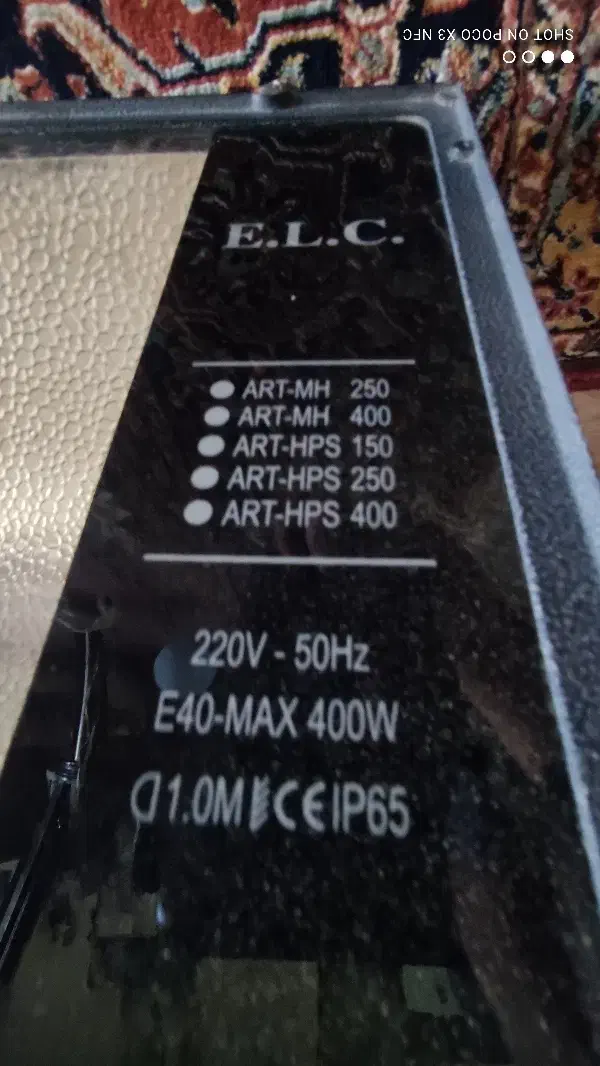 SHOT ON POCO X3 NFC
E.L.C.
ART-MH 250
ART-MH 400
ART-HPS 150
ART-HPS 250
ART-HPS 400
220V - 50Hz
E40-MAX 400W
1.0M CE IP65